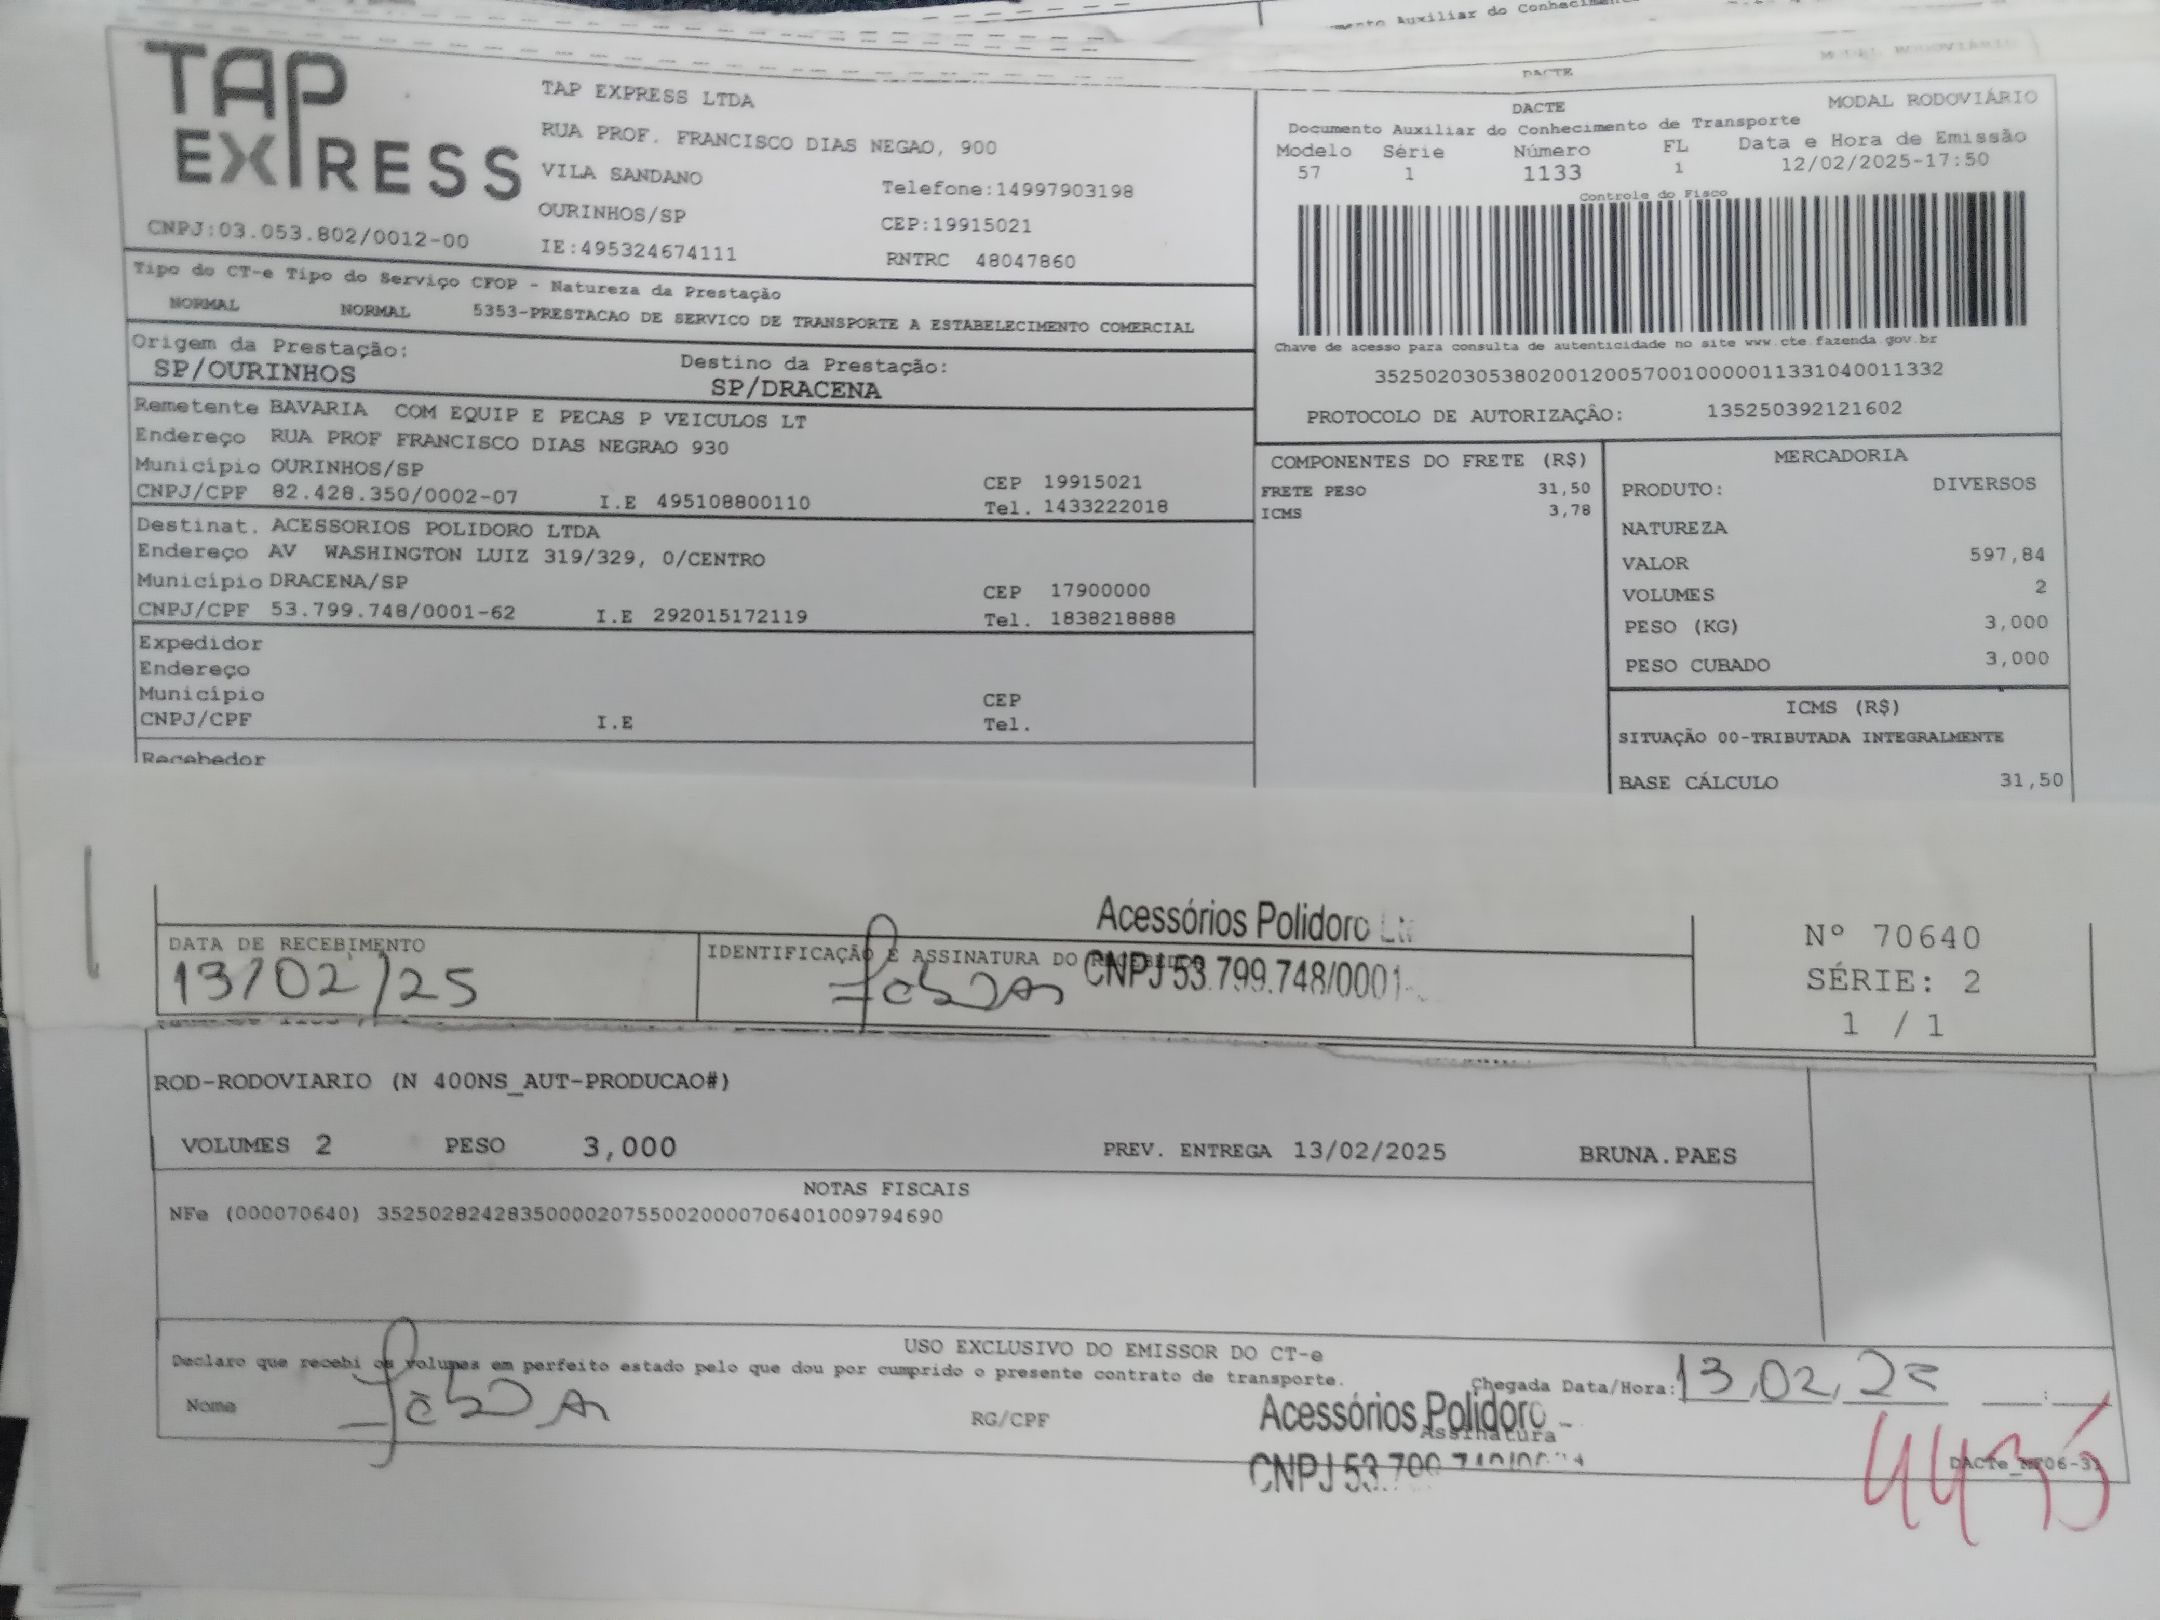 mento Auxiliar do Conhecimen
MODAL RODOVIÁRIO
DACTE
TAP EXPRESS
TAP EXPRESS LTDA
RUA PROF. FRANCISCO DIAS NEGAO, 900
VILA SANDANO
Telefone:14997903198
OURINHOS/SP
CEP:19915021
CNPJ:03.053.802/0012-00
IE:495324674111
RNTRC 48047860
DACTE
MODAL RODOVIÁRIO
Documento Auxiliar do Conhecimento de Transporte
Modelo Série Número FL Data e Hora de Emissão
57 1 1133 1 12/02/2025-17:50
Controle do Fisco
Chave de acesso para consulta de autenticidade no site www.cte.fazenda.gov.br
35250203053802001200570010000011331040011332
PROTOCOLO DE AUTORIZAÇÃO: 135250392121602
Tipo do CT-e Tipo do Serviço CFOP - Natureza da Prestação
NORMAL NORMAL 5353-PRESTACAO DE SERVICO DE TRANSPORTE A ESTABELECIMENTO COMERCIAL
Origem da Prestação: Destino da Prestação:
SP/OURINHOS SP/DRACENA
Remetente BAVARIA COM EQUIP E PECAS P VEICULOS LT
Endereço RUA PROF FRANCISCO DIAS NEGRAO 930
Município OURINHOS/SP CEP 19915021
CNPJ/CPF 82.428.350/0002-07 I.E 495108800110 Tel. 1433222018
Destinat. ACESSORIOS POLIDORO LTDA
Endereço AV WASHINGTON LUIZ 319/329, 0/CENTRO
Município DRACENA/SP CEP 17900000
CNPJ/CPF 53.799.748/0001-62 I.E 292015172119 Tel. 1838218888
Expedidor
Endereço
Município CEP
CNPJ/CPF I.E Tel.
Recebedor
COMPONENTES DO FRETE (R$)
FRETE PESO 31,50
ICMS 3,78
MERCADORIA
PRODUTO: DIVERSOS
NATUREZA
VALOR 597,84
VOLUMES 2
PESO (KG) 3,000
PESO CUBADO 3,000
ICMS (R$)
SITUAÇÃO 00-TRIBUTADA INTEGRALMENTE
BASE CÁLCULO 31,50
DATA DE RECEBIMENTO
13/02/25
IDENTIFICAÇÃO E ASSINATURA DO
Acessórios Polidoro
CNPJ 53.799.748/0001-
Nº 70640
SÉRIE: 2
1 / 1
ROD-RODOVIARIO (N 400NS_AUT-PRODUCAO#)
VOLUMES 2 PESO 3,000 PREV. ENTREGA 13/02/2025 BRUNA.PAES
NOTAS FISCAIS
NFe (000070640) 35250282428350000207550020000706401009794690
USO EXCLUSIVO DO EMISSOR DO CT-e
Declaro que recebi os volumes em perfeito estado pelo que dou por cumprido o presente contrato de transporte.
Chegada Data/Hora: 13,02,25
Nome
RG/CPF
Assinatura
Acessórios Polidoro
CNPJ 53.799